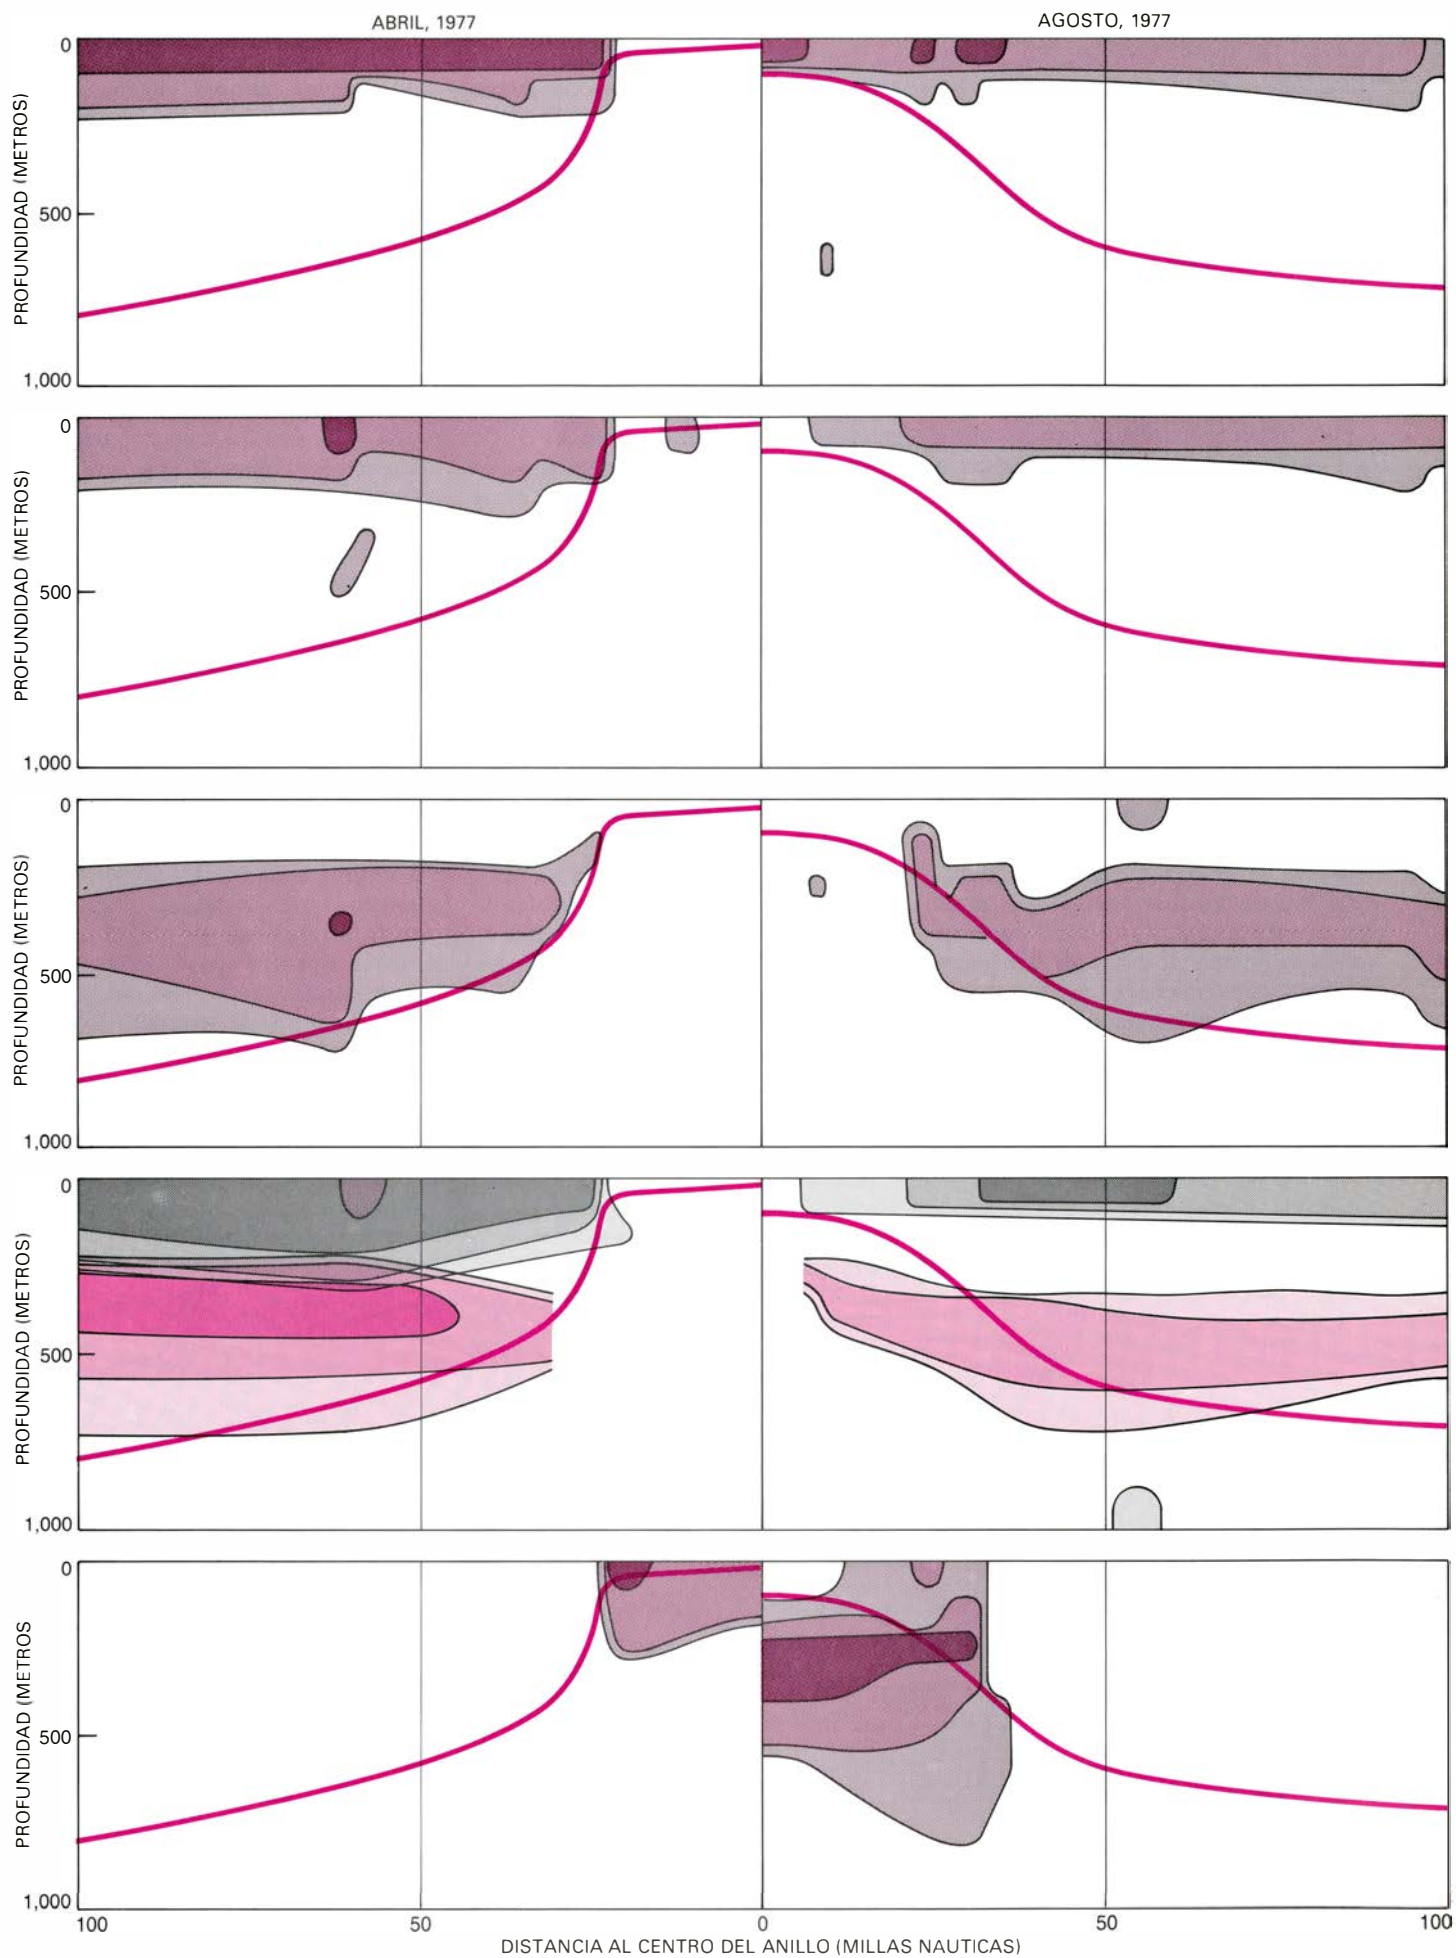 ABRIL, 1977
AGOSTO, 1977
0
500
1,000
PROFUNDIDAD (METROS)
0
500
1,000
PROFUNDIDAD (METROS)
0
500
1,000
PROFUNDIDAD (METROS)
0
500
1,000
PROFUNDIDAD (METROS)
0
500
1,000
PROFUNDIDAD (METROS
100
50
0
50
100
DISTANCIA AL CENTRO DEL ANILLO (MILLAS NAUTICAS)